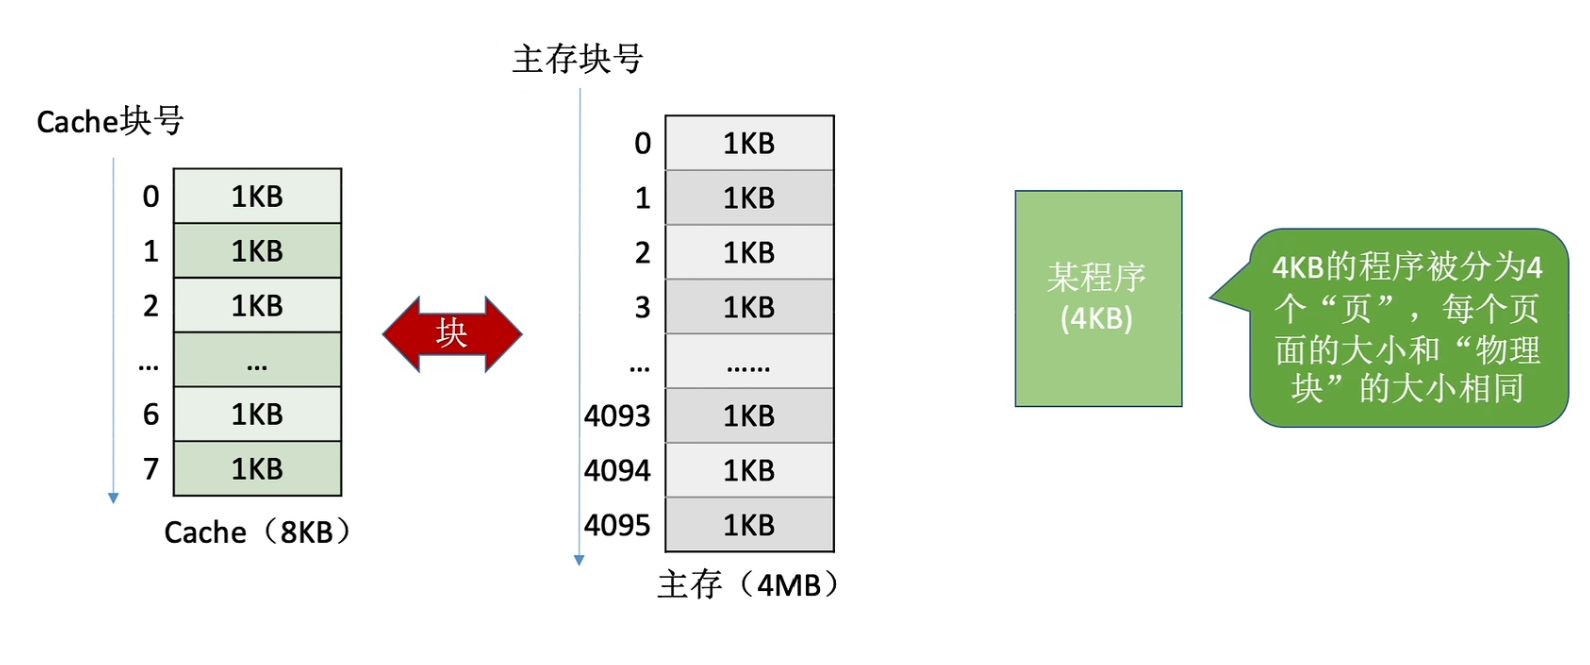 主存块号
Cache块号
0 1KB
1 1KB
2 1KB
... ...
6 1KB
7 1KB
Cache（8KB）
块
0 1KB
1 1KB
2 1KB
3 1KB
... ......
4093 1KB
4094 1KB
4095 1KB
主存（4MB）
某程序
(4KB)
4KB的程序被分为4
个“页”，每个页
面的大小和“物理
块”的大小相同